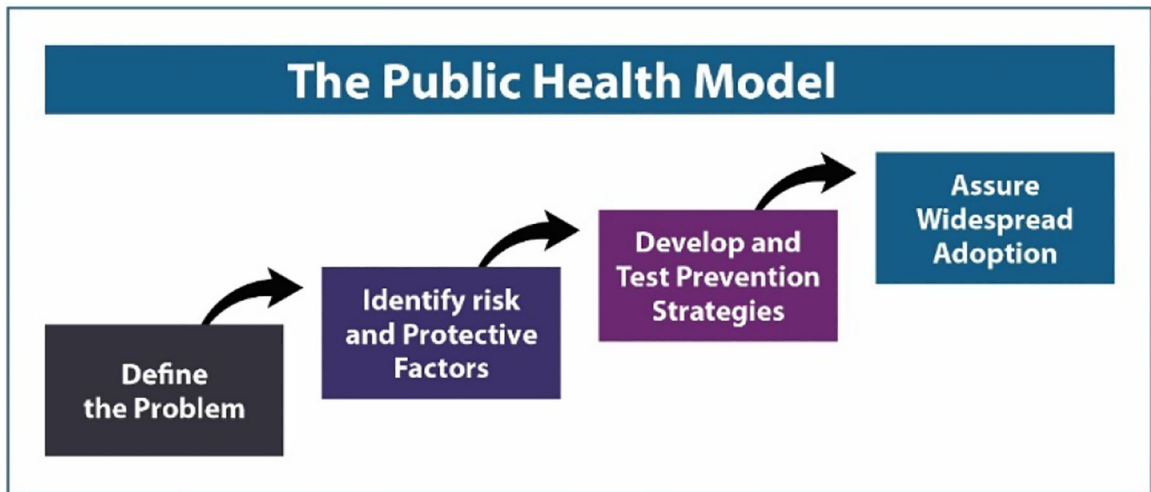 The Public Health Model
Define
the Problem
Identify risk
and Protective
Factors
Develop and
Test Prevention
Strategies
Assure
Widespread
Adoption